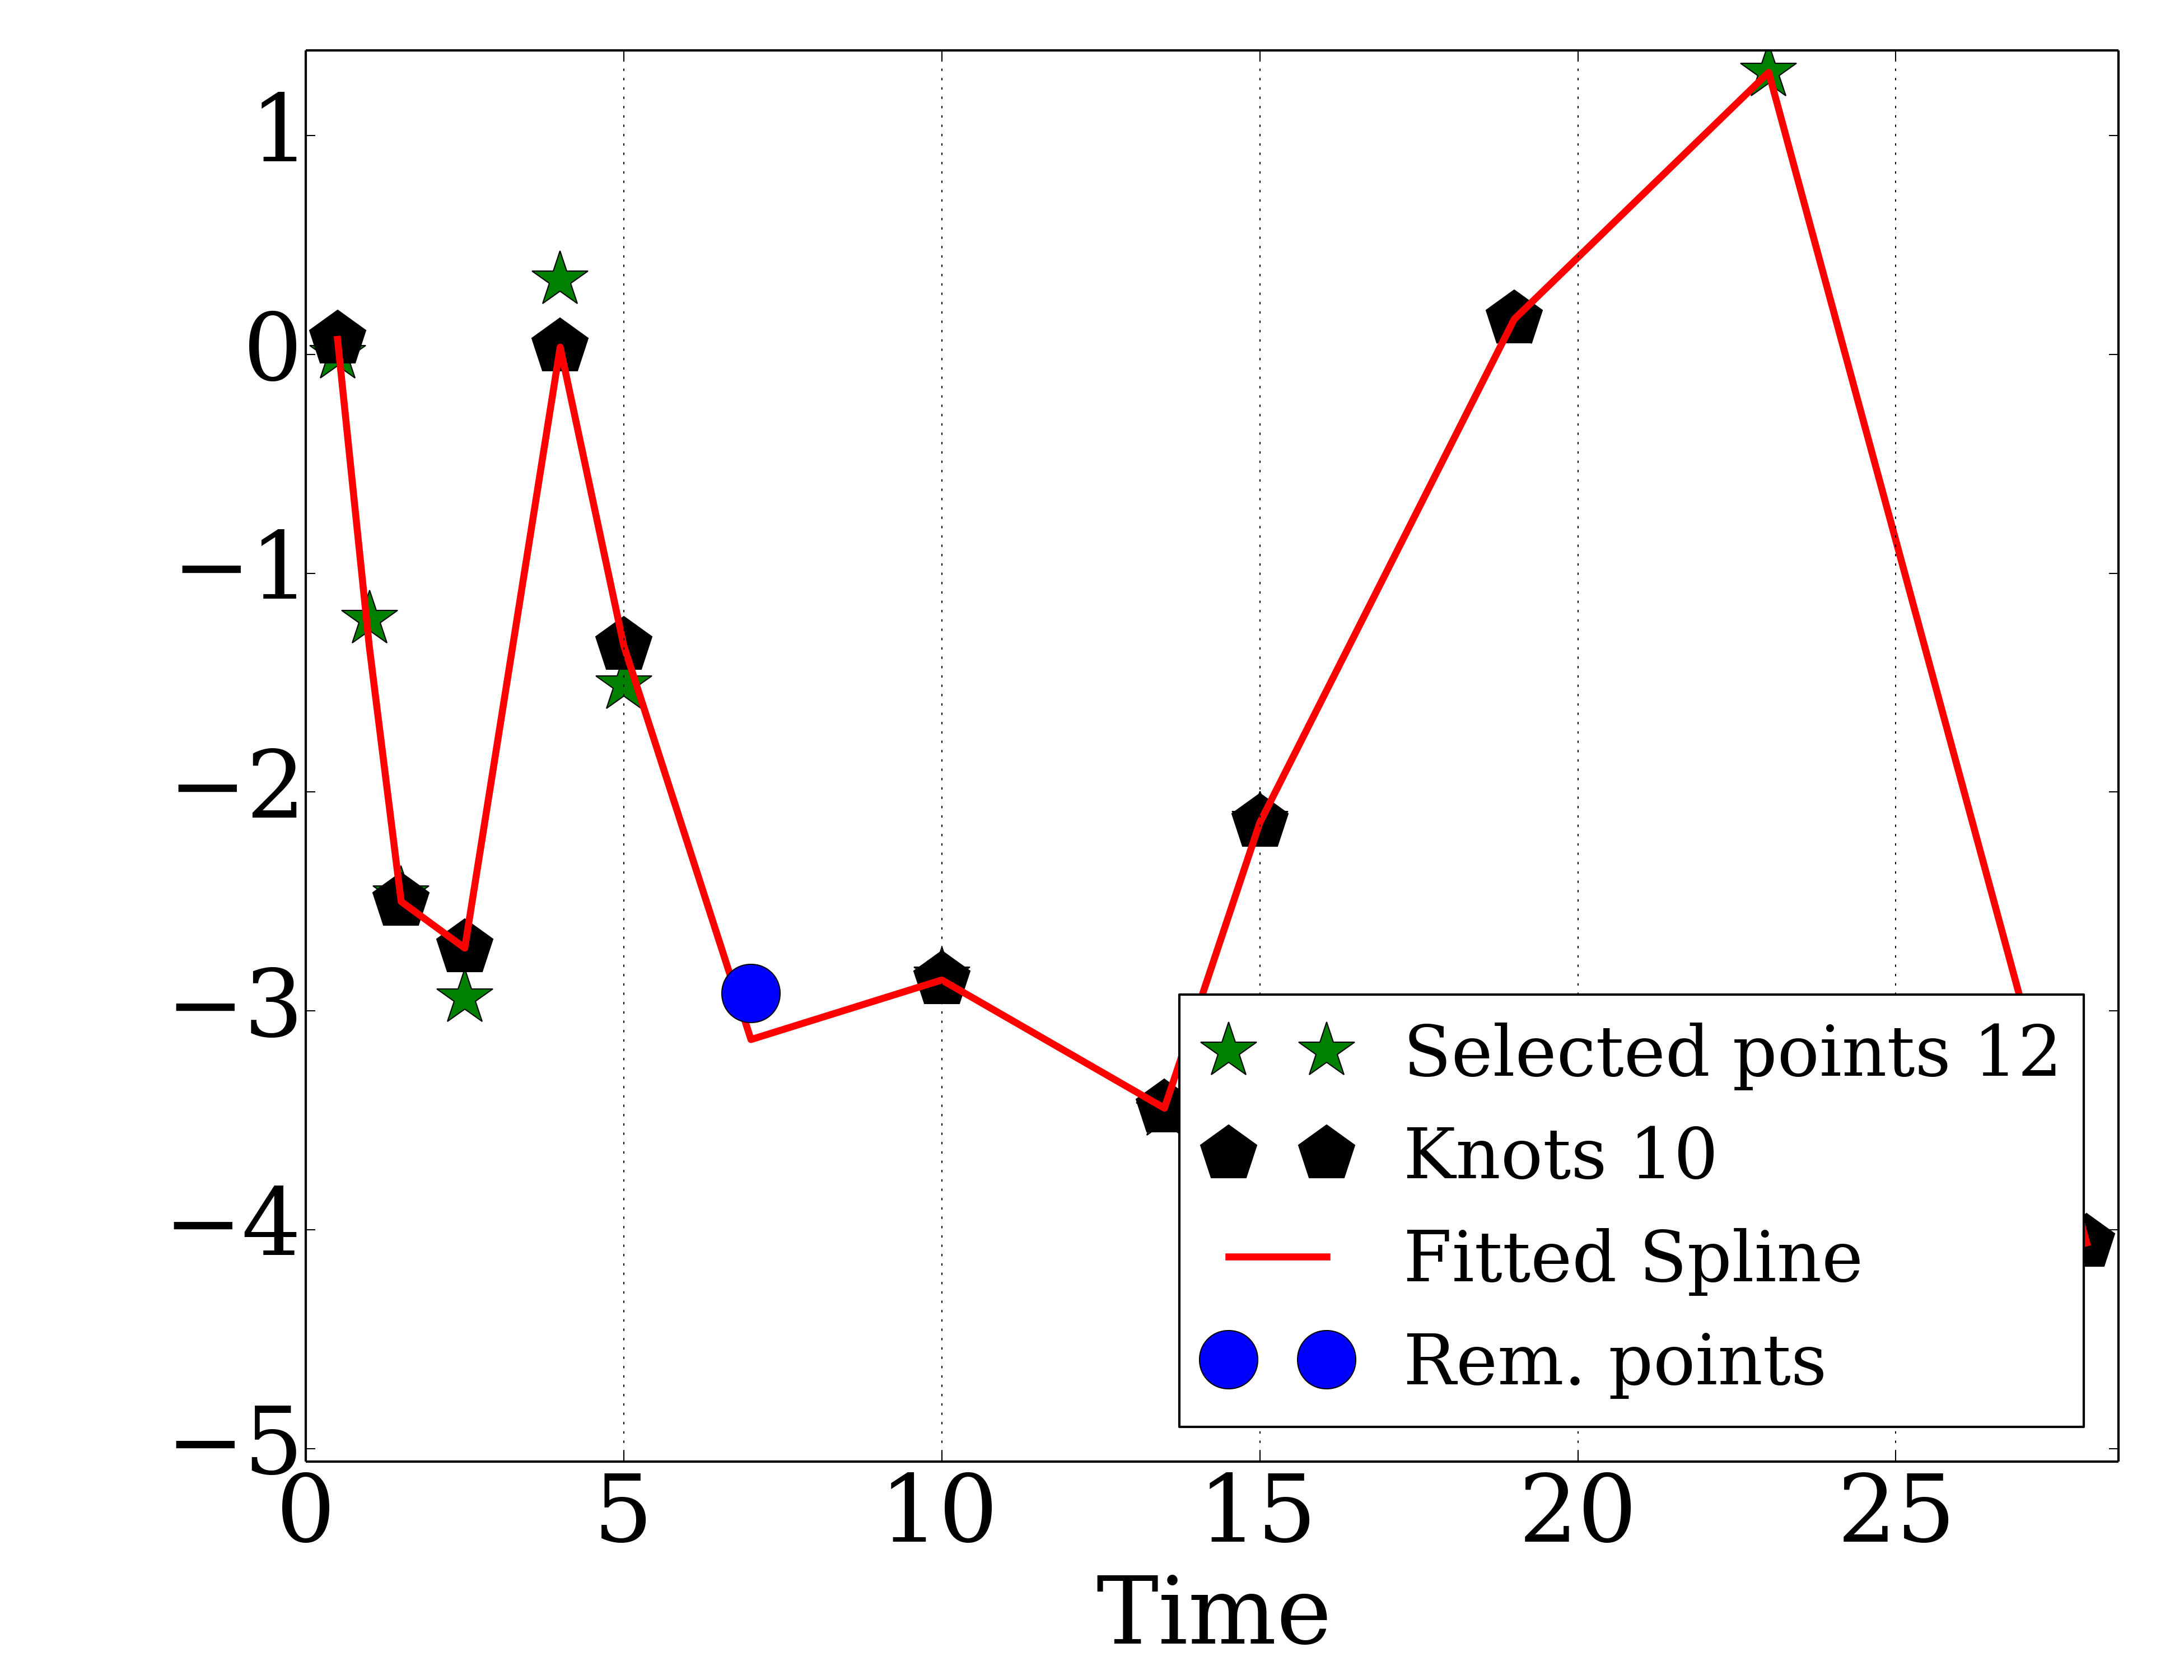 1
0
−1
−2
−3
−4
−5
0 5 10 15 20 25
Time
Selected points 12
Knots 10
Fitted Spline
Rem. points